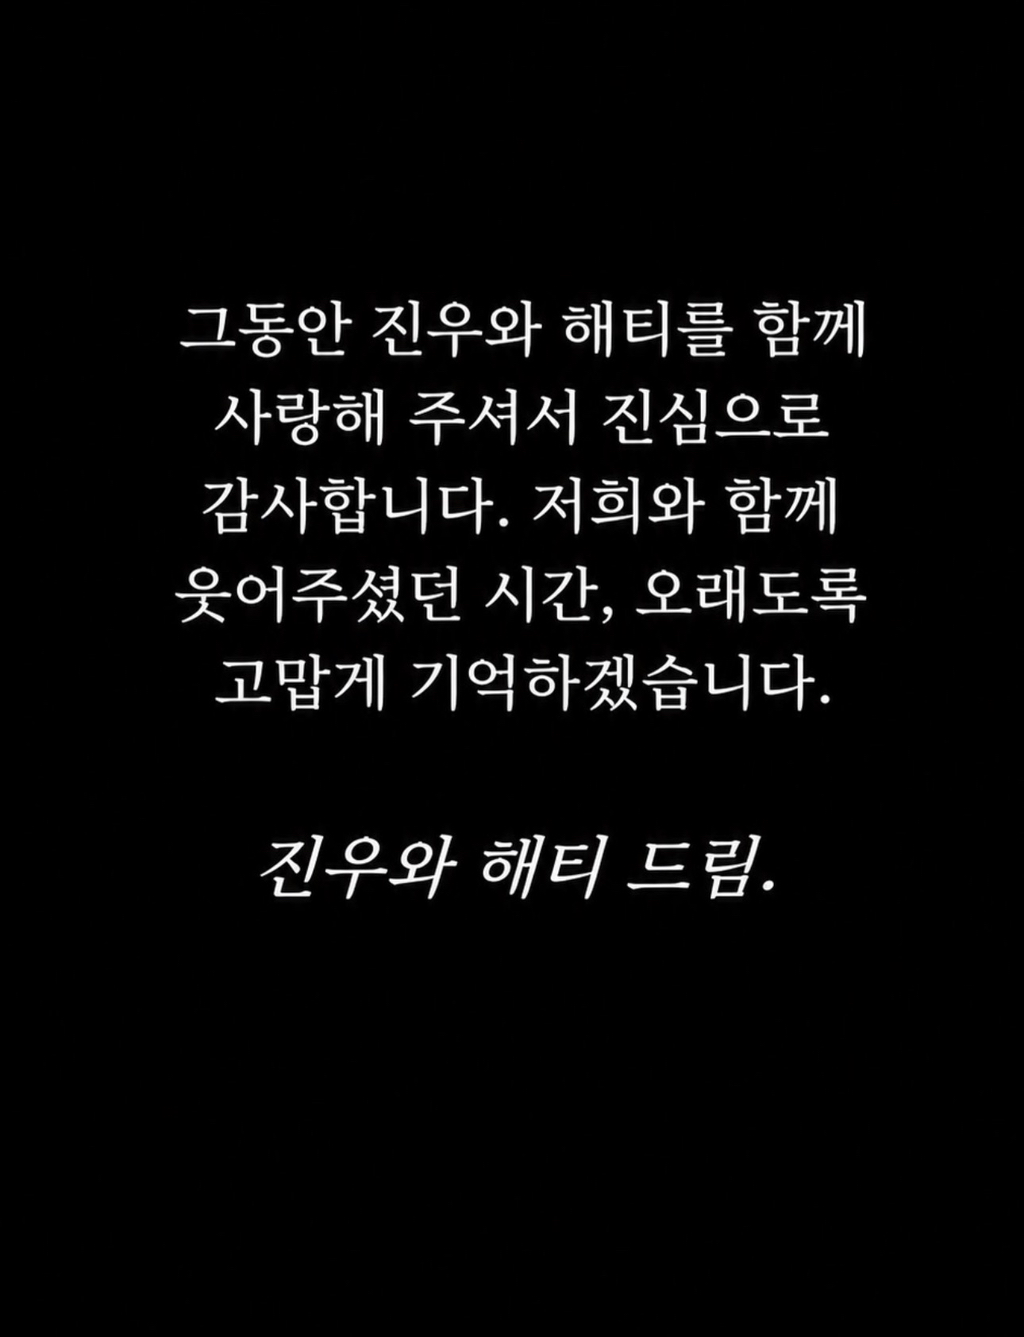 그동안 진우와 해티를 함께
사랑해 주셔서 진심으로
감사합니다. 저희와 함께
웃어주셨던 시간, 오래도록
고맙게 기억하겠습니다.
진우와 해티 드림.